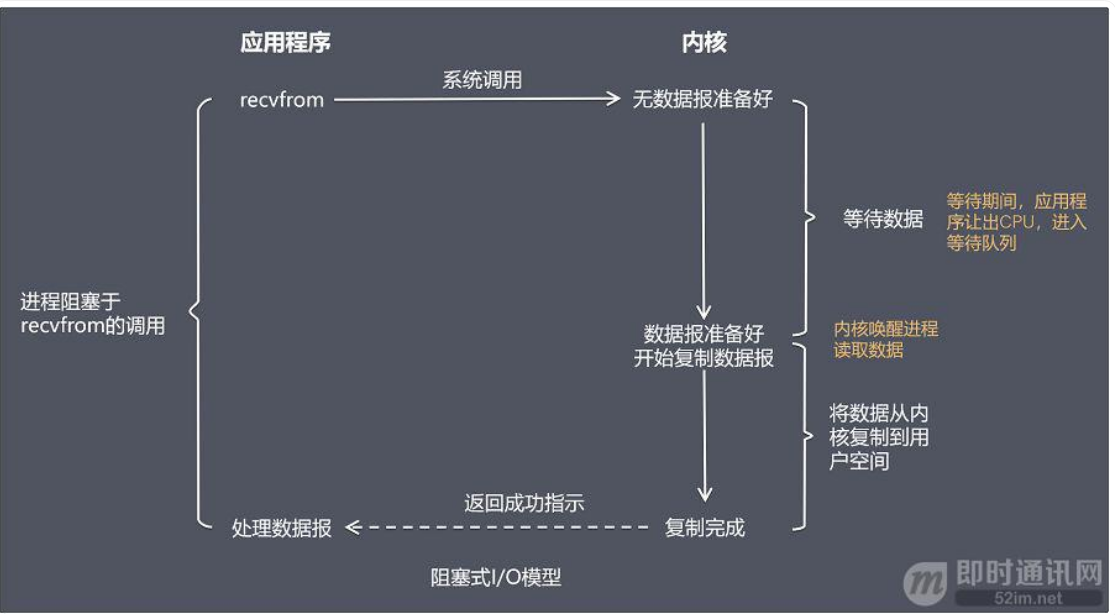 应用程序
内核
系统调用
recvfrom
无数据报准备好
等待数据
等待期间，应用程
序让出CPU，进入
等待队列
进程阻塞于
recvfrom的调用
数据报准备好
开始复制数据报
内核唤醒进程
读取数据
将数据从内
核复制到用
户空间
返回成功指示
处理数据报
复制完成
阻塞式I/O模型
m
即时通讯网
52im.net